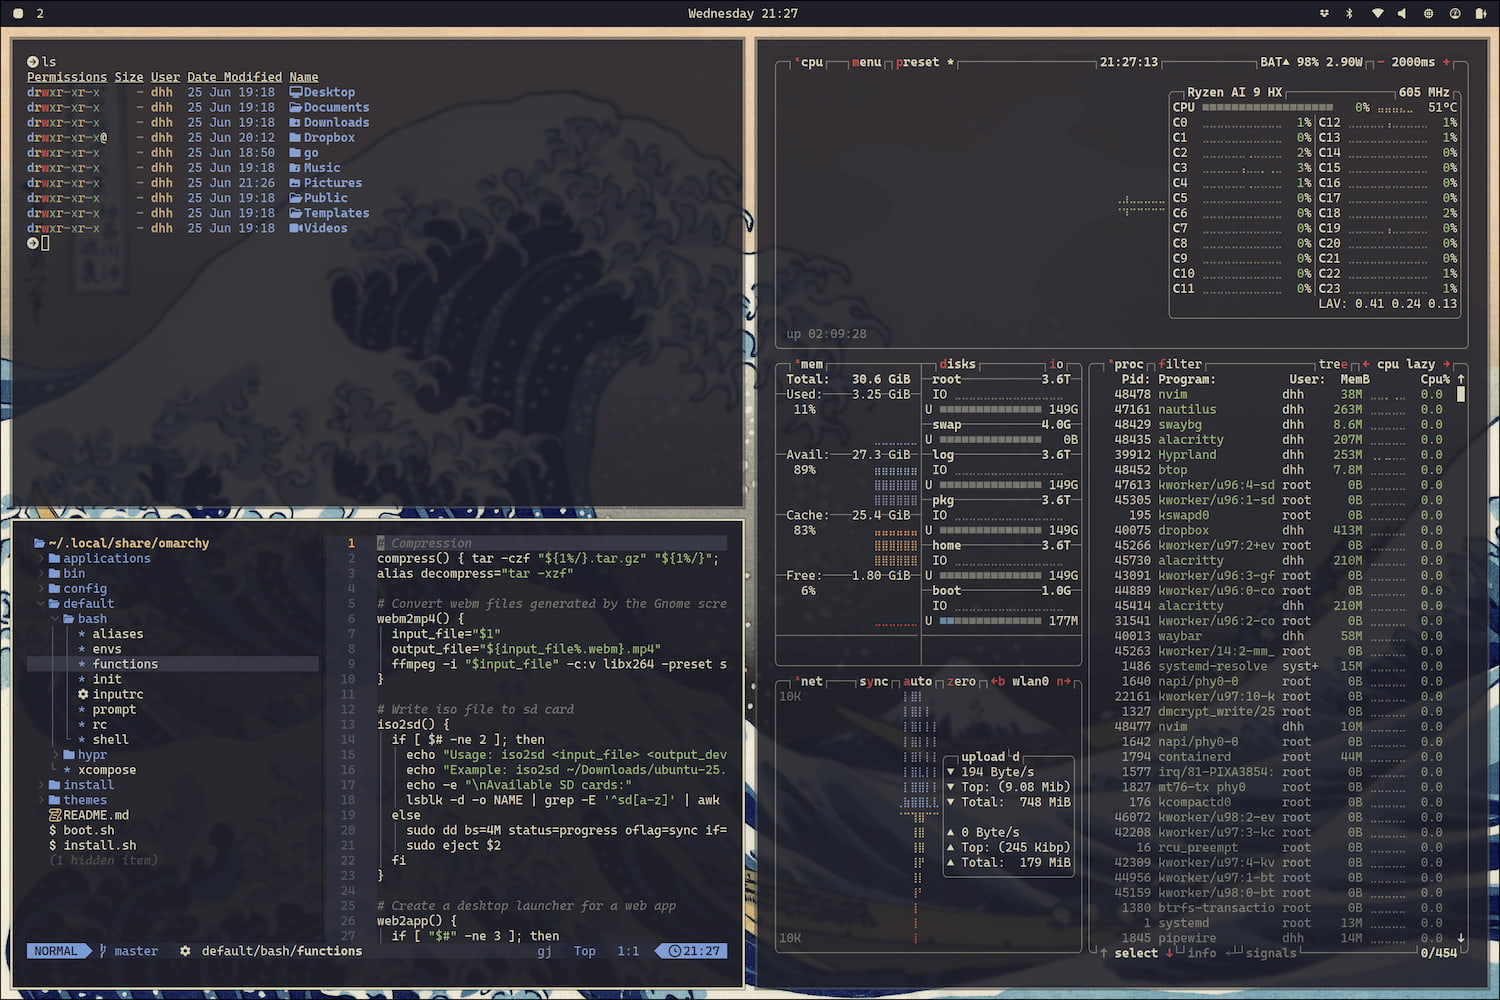 2
Wednesday 21:27
ls
Permissions Size User Date Modified Name
drwxr-xr-x - dhh 25 Jun 19:18 Desktop
drwxr-xr-x - dhh 25 Jun 19:18 Documents
drwxr-xr-x - dhh 25 Jun 19:18 Downloads
drwxr-xr-x@ - dhh 25 Jun 20:12 Dropbox
drwxr-xr-x - dhh 25 Jun 18:50 go
drwxr-xr-x - dhh 25 Jun 19:18 Music
drwxr-xr-x - dhh 25 Jun 21:26 Pictures
drwxr-xr-x - dhh 25 Jun 19:18 Public
drwxr-xr-x - dhh 25 Jun 19:18 Templates
drwxr-xr-x - dhh 25 Jun 19:18 Videos
~/.local/share/omarchy
applications
bin
config
default
bash
* aliases
* envs
* functions
* init
inputrc
* prompt
* rc
* shell
hypr
* xcompose
install
themes
README.md
$ boot.sh
$ install.sh
(1 hidden item)
1 # Compression
2 compress() { tar -czf "${1%/}.tar.gz" "${1%/}";
3 alias decompress="tar -xzf"
4
5 # Convert webm files generated by the Gnome scre
6 webm2mp4() {
7 input_file="$1"
8 output_file="${input_file%.webm}.mp4"
9 ffmpeg -i "$input_file" -c:v libx264 -preset s
10 }
11
12 # Write iso file to sd card
13 iso2sd() {
14 if [ $# -ne 2 ]; then
15 echo "Usage: iso2sd <input_file> <output_dev
16 echo "Example: iso2sd ~/Downloads/ubuntu-25.
17 echo -e "\nAvailable SD cards:"
18 lsblk -d -o NAME | grep -E '^sd[a-z]' | awk
19 else
20 sudo dd bs=4M status=progress oflag=sync if=
21 sudo eject $2
22 fi
23 }
24
25 # Create a desktop launcher for a web app
26 web2app() {
27 if [ "$#" -ne 3 ]; then
NORMAL master default/bash/functions gj Top 1:1 21:27
¹cpu menu preset * 21:27:13 BAT▲ 98% 2.90W - 2000ms +
Ryzen AI 9 HX 605 MHz
CPU 0% 51°C
C0 1% C12 1%
C1 0% C13 1%
C2 2% C14 0%
C3 3% C15 0%
C4 1% C16 0%
C5 0% C17 0%
C6 0% C18 2%
C7 0% C19 0%
C8 0% C20 0%
C9 0% C21 0%
C10 0% C22 1%
C11 0% C23 1%
LAV: 0.41 0.24 0.13
up 02:09:28
²mem
Total: 30.6 GiB
Used: 3.25 GiB
11%
Avail: 27.3 GiB
89%
Cache: 25.4 GiB
83%
Free: 1.80 GiB
6%
disks io
root 3.6T
IO
U 149G
swap 4.0G
U 0B
log 3.6T
IO
U 149G
pkg 3.6T
IO
U 149G
home 3.6T
IO
U 149G
boot 1.0G
IO
U 177M
³net sync auto zero ←b wlan0 n→
10K
upload d
▼ 194 Byte/s
▼ Top: (9.08 Mib)
▼ Total: 748 MiB
▲ 0 Byte/s
▲ Top: (245 Kibp)
▲ Total: 179 MiB
10K
⁴proc filter tree ← cpu lazy →
Pid: Program: User: MemB Cpu% ↑
48478 nvim dhh 38M 0.0
47161 nautilus dhh 263M 0.0
48429 swaybg dhh 8.6M 0.0
48435 alacritty dhh 207M 0.0
39912 Hyprland dhh 253M 0.0
48452 btop dhh 7.8M 0.0
47613 kworker/u96:4-sd root 0B 0.0
45305 kworker/u96:1-sd root 0B 0.0
195 kswapd0 root 0B 0.0
40075 dropbox dhh 413M 0.0
45266 kworker/u97:2+ev root 0B 0.0
45730 alacritty dhh 210M 0.0
43091 kworker/u96:3-gf root 0B 0.0
44889 kworker/u96:0-co root 0B 0.0
45414 alacritty dhh 210M 0.0
31541 kworker/u96:2-co root 0B 0.0
40013 waybar dhh 58M 0.0
45263 kworker/14:2-mm_ root 0B 0.0
1486 systemd-resolve syst+ 15M 0.0
1640 napi/phy0-0 root 0B 0.0
22161 kworker/u97:10-k root 0B 0.0
1327 dmcrypt_write/25 root 0B 0.0
48477 nvim dhh 10M 0.0
1642 napi/phy0-0 root 0B 0.0
1794 containerd root 44M 0.0
1577 irq/81-PIXA3854: root 0B 0.0
1827 mt76-tx phy0 root 0B 0.0
176 kcompactd0 root 0B 0.0
46072 kworker/u98:2-ev root 0B 0.0
42208 kworker/u97:3-kc root 0B 0.0
16 rcu_preempt root 0B 0.0
42309 kworker/u97:4-kv root 0B 0.0
44956 kworker/u97:1-bt root 0B 0.0
45159 kworker/u98:0-bt root 0B 0.0
1380 btrfs-transactio root 0B 0.0
1 systemd root 13M 0.0
1845 pipewire dhh 14M 0.0 ↓
↑ select ↓ info ↵ signals 0/454